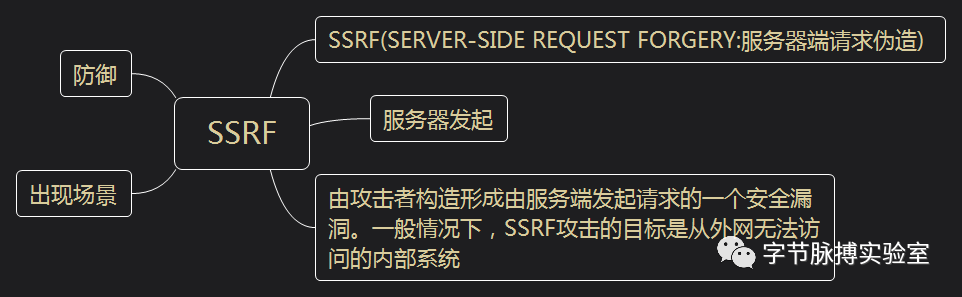 SSRF(SERVER-SIDE REQUEST FORGERY:服务器端请求伪造)
防御
SSRF
服务器发起
出现场景
由攻击者构造形成由服务端发起请求的一个安全漏
洞。一般情况下，SSRF攻击的目标是从外网无法访
问的内部系统
字节脉搏实验室